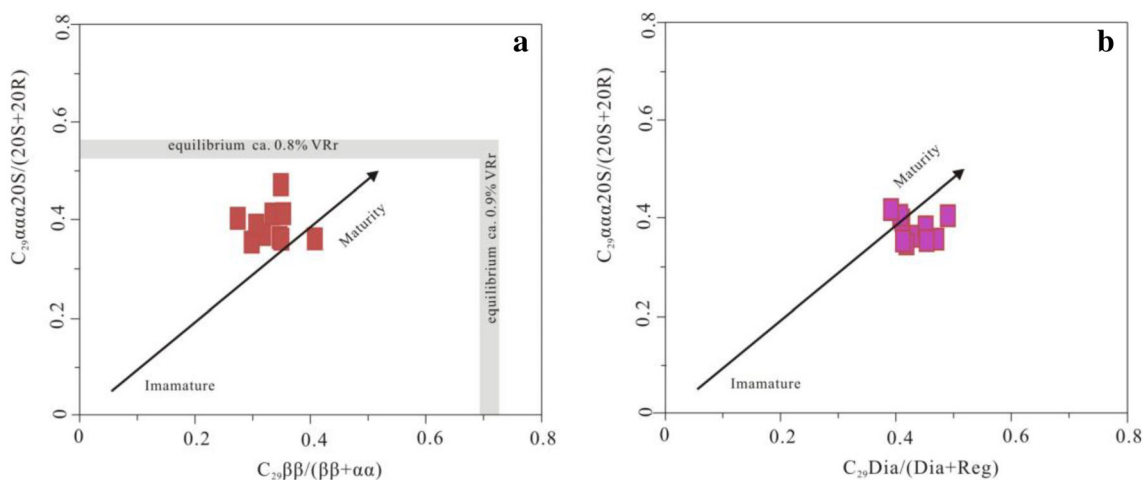 a
C₂₉ααα20S/(20S+20R)
0.8
0.6
0.4
0.2
0
equilibrium ca. 0.8% VRr
equilibrium ca. 0.9% VRr
Maturity
Imamature
0
0.2
0.4
0.6
0.8
C₂₉ββ/(ββ+αα)
b
C₂₉ααα20S/(20S+20R)
0.8
0.6
0.4
0.2
0
Maturity
Imamature
0
0.2
0.4
0.6
0.8
C₂₉Dia/(Dia+Reg)